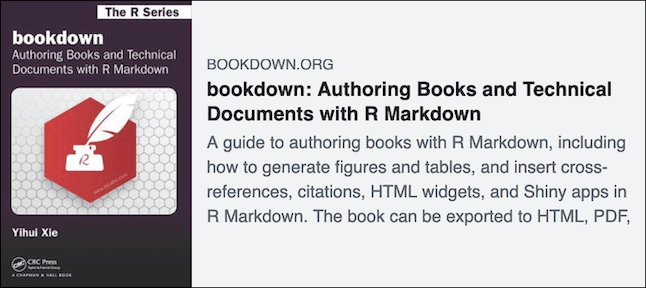 The R Series
bookdown
Authoring Books and Technical
Documents with R Markdown
R
Yihui Xie
CRC Press
Taylor & Francis Group
A CHAPMAN & HALL BOOK
BOOKDOWN.ORG
bookdown: Authoring Books and Technical
Documents with R Markdown
A guide to authoring books with R Markdown, including
how to generate figures and tables, and insert cross-
references, citations, HTML widgets, and Shiny apps in
R Markdown. The book can be exported to HTML, PDF,